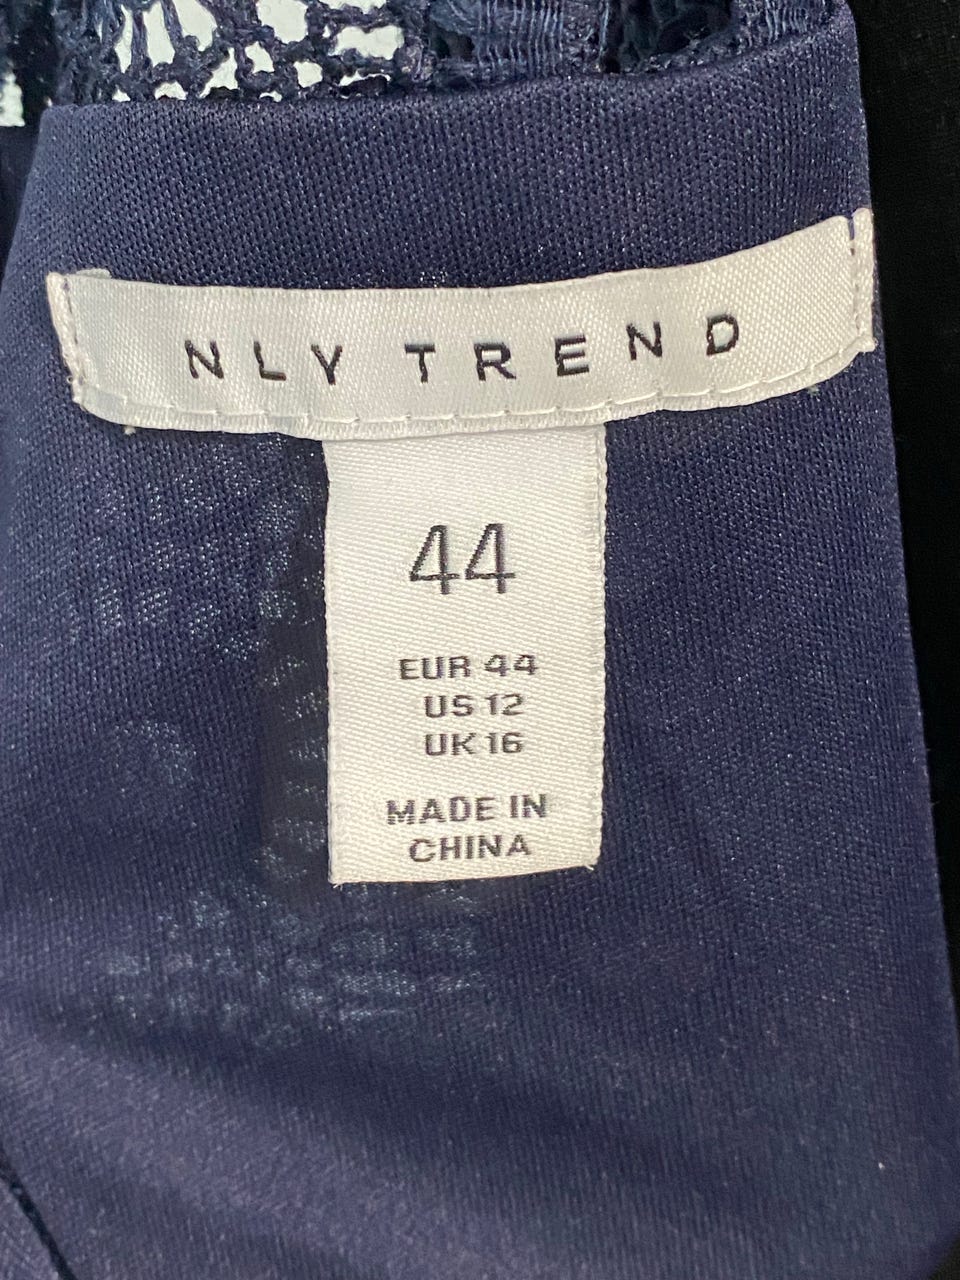 NLY TREND
44
EUR 44
US 12
UK 16
MADE IN
CHINA